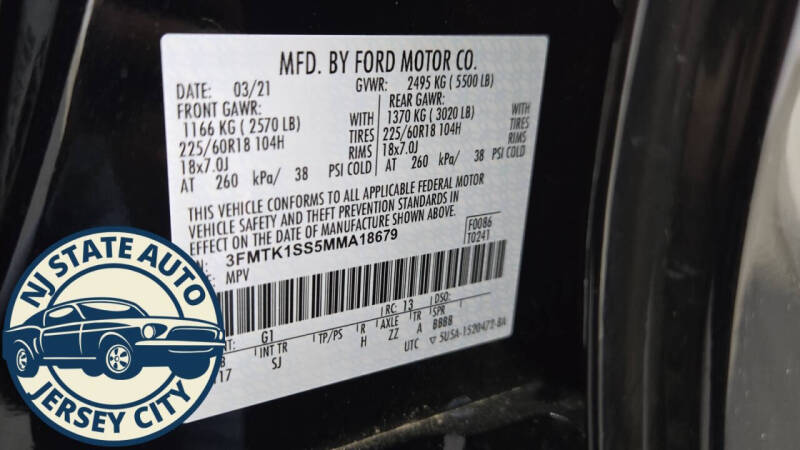 MFD. BY FORD MOTOR CO.
DATE: 03/21 GVWR: 2495 KG ( 5500 LB)
FRONT GAWR: REAR GAWR:
1166 KG ( 2570 LB) WITH 1370 KG ( 3020 LB) WITH
225/60R18 104H TIRES 225/60R18 104H TIRES
18x7.0J RIMS 18x7.0J RIMS
AT 260 kPa/ 38 PSI COLD AT 260 kPa/ 38 PSI COLD
THIS VEHICLE CONFORMS TO ALL APPLICABLE FEDERAL MOTOR
VEHICLE SAFETY AND THEFT PREVENTION STANDARDS
IN EFFECT ON THE DATE OF MANUFACTURE SHOWN ABOVE.
3FMTK1SS5MMA18679 F0086
MPV T0241
RC: 13 DSO:
G1 TP/PS R AXLE TR SPR
INT TR H ZZ A BBBB
17 SJ UTC 5U5A-1520472-BA
NJ STATE AUTO
JERSEY CITY